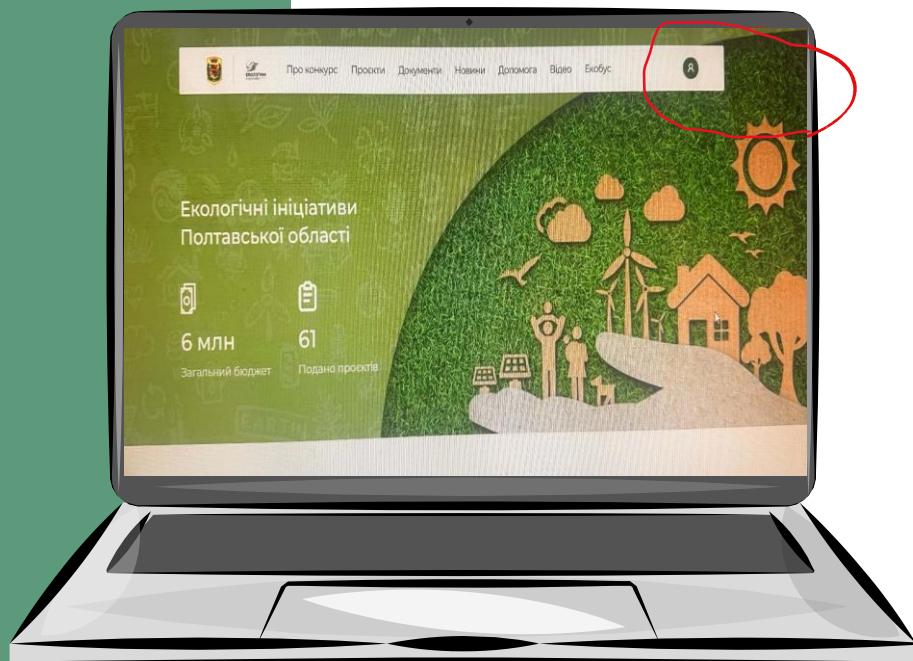 Про конкурс Проєкти Документи Новини Допомога Відео Екобус
Екологічні ініціативи
Полтавської області
6 млн 61
Загальний бюджет Подано проєктів
EARTH